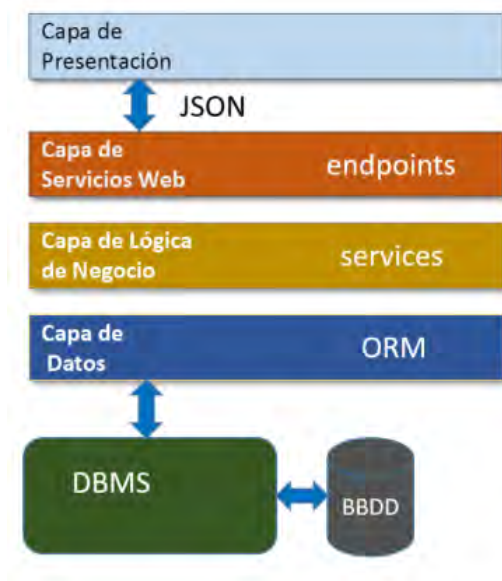 Capa de
Presentación
JSON
Capa de
Servicios Web
endpoints
Capa de Lógica
de Negocio
services
Capa de
Datos
ORM
DBMS
BBDD